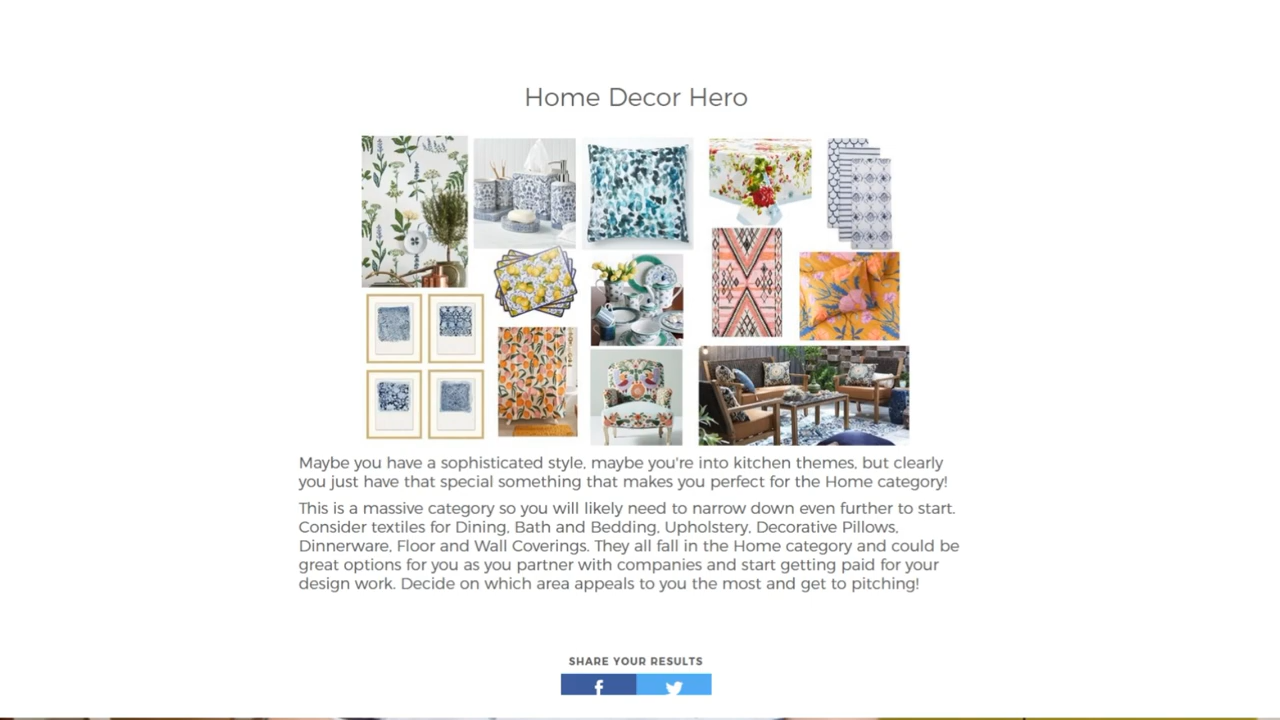 Home Decor Hero
Maybe you have a sophisticated style, maybe you're into kitchen themes, but clearly
you just have that special something that makes you perfect for the Home category!
This is a massive category so you will likely need to narrow down even further to start.
Consider textiles for Dining, Bath and Bedding, Upholstery, Decorative Pillows,
Dinnerware, Floor and Wall Coverings. They all fall in the Home category and could be
great options for you as you partner with companies and start getting paid for your
design work. Decide on which area appeals to you the most and get to pitching!
SHARE YOUR RESULTS